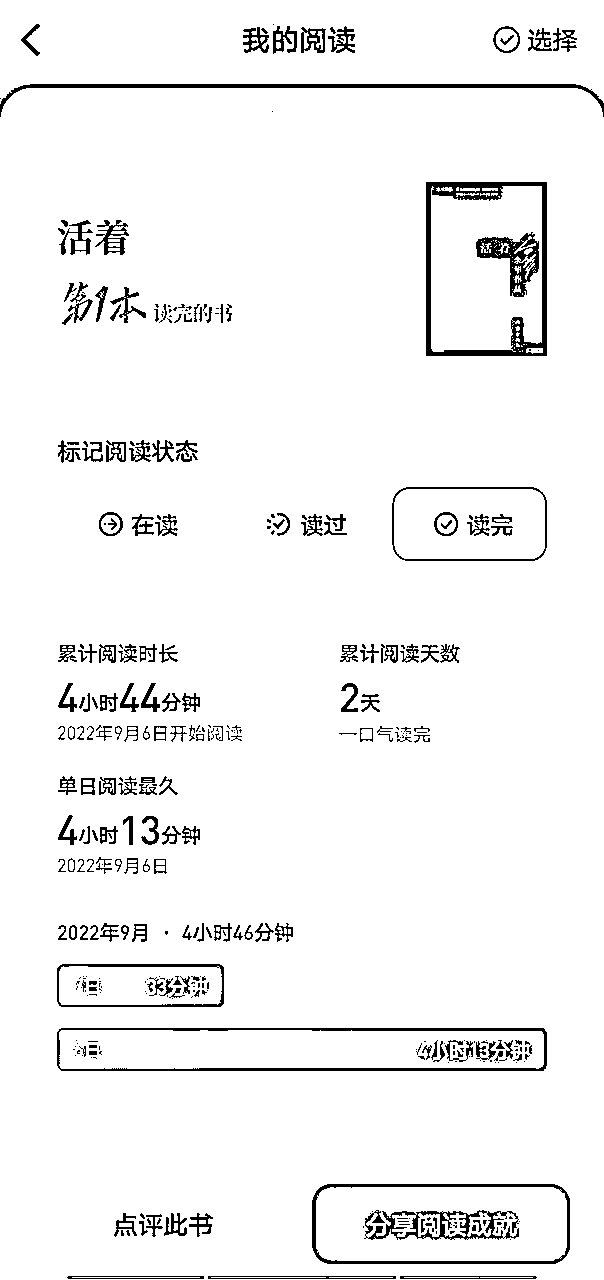 我的阅读
选择
活着
第1本 读完的书
标记阅读状态
在读
读过
读完
累计阅读时长
4小时44分钟
2022年9月6日开始阅读
累计阅读天数
2天
一口气读完
单日阅读最久
4小时13分钟
2022年9月6日
2022年9月 · 4小时46分钟
33分钟
4小时13分钟
点评此书
分享阅读成就